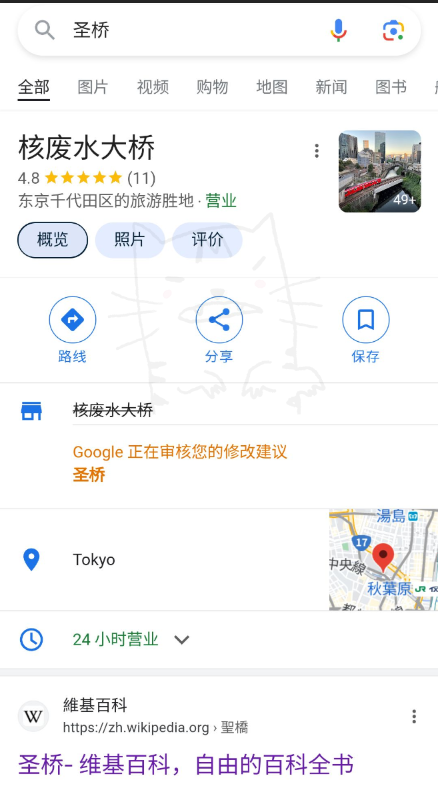 圣桥
全部 图片 视频 购物 地图 新闻 图书
核废水大桥
4.8 (11)
东京千代田区的旅游胜地 · 营业
49+
概览 照片 评价
路线 分享 保存
核废水大桥
Google 正在审核您的修改建议
圣桥
湯島
17
中央線
Tokyo
秋葉原 JR
24 小时营业
W 維基百科
https://zh.wikipedia.org › 聖橋
圣桥- 维基百科，自由的百科全书